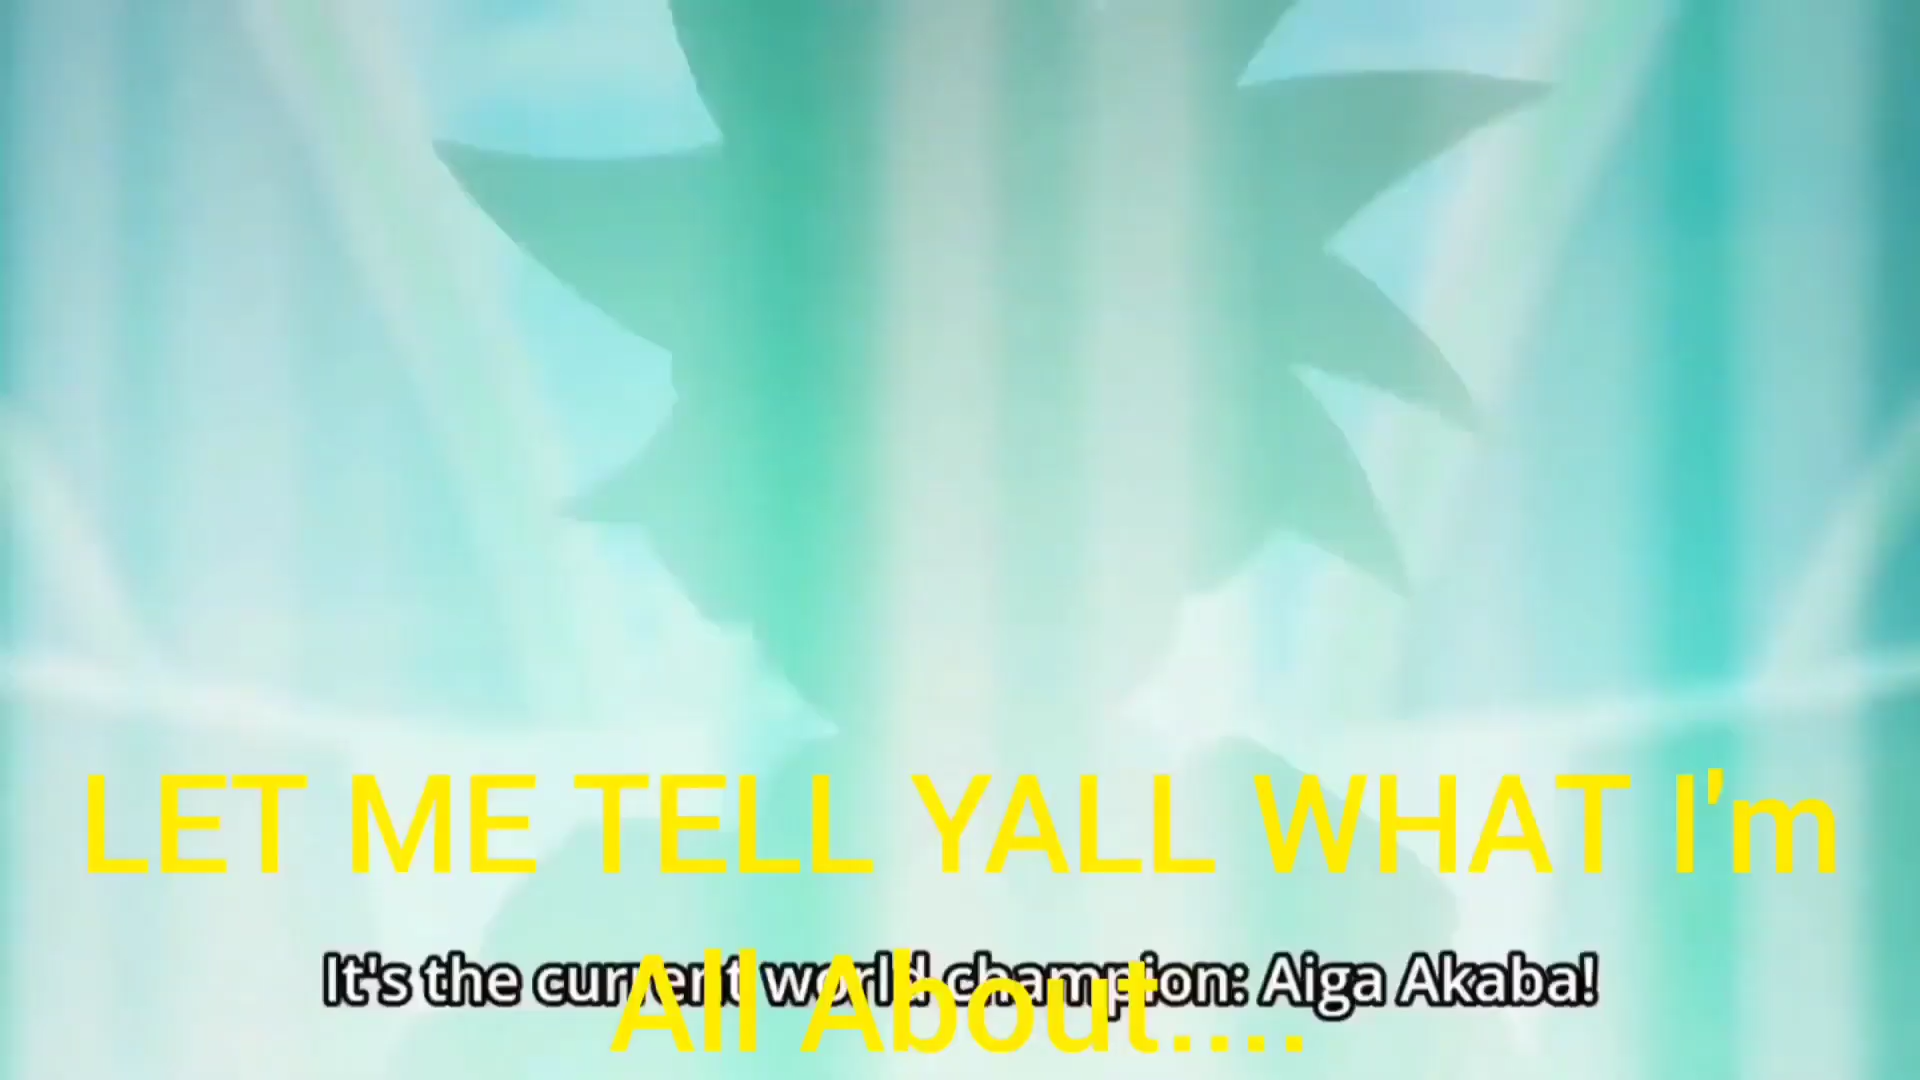 LET ME TELL YALL WHAT I'm
It's the current world champion: Aiga Akaba!
All About....